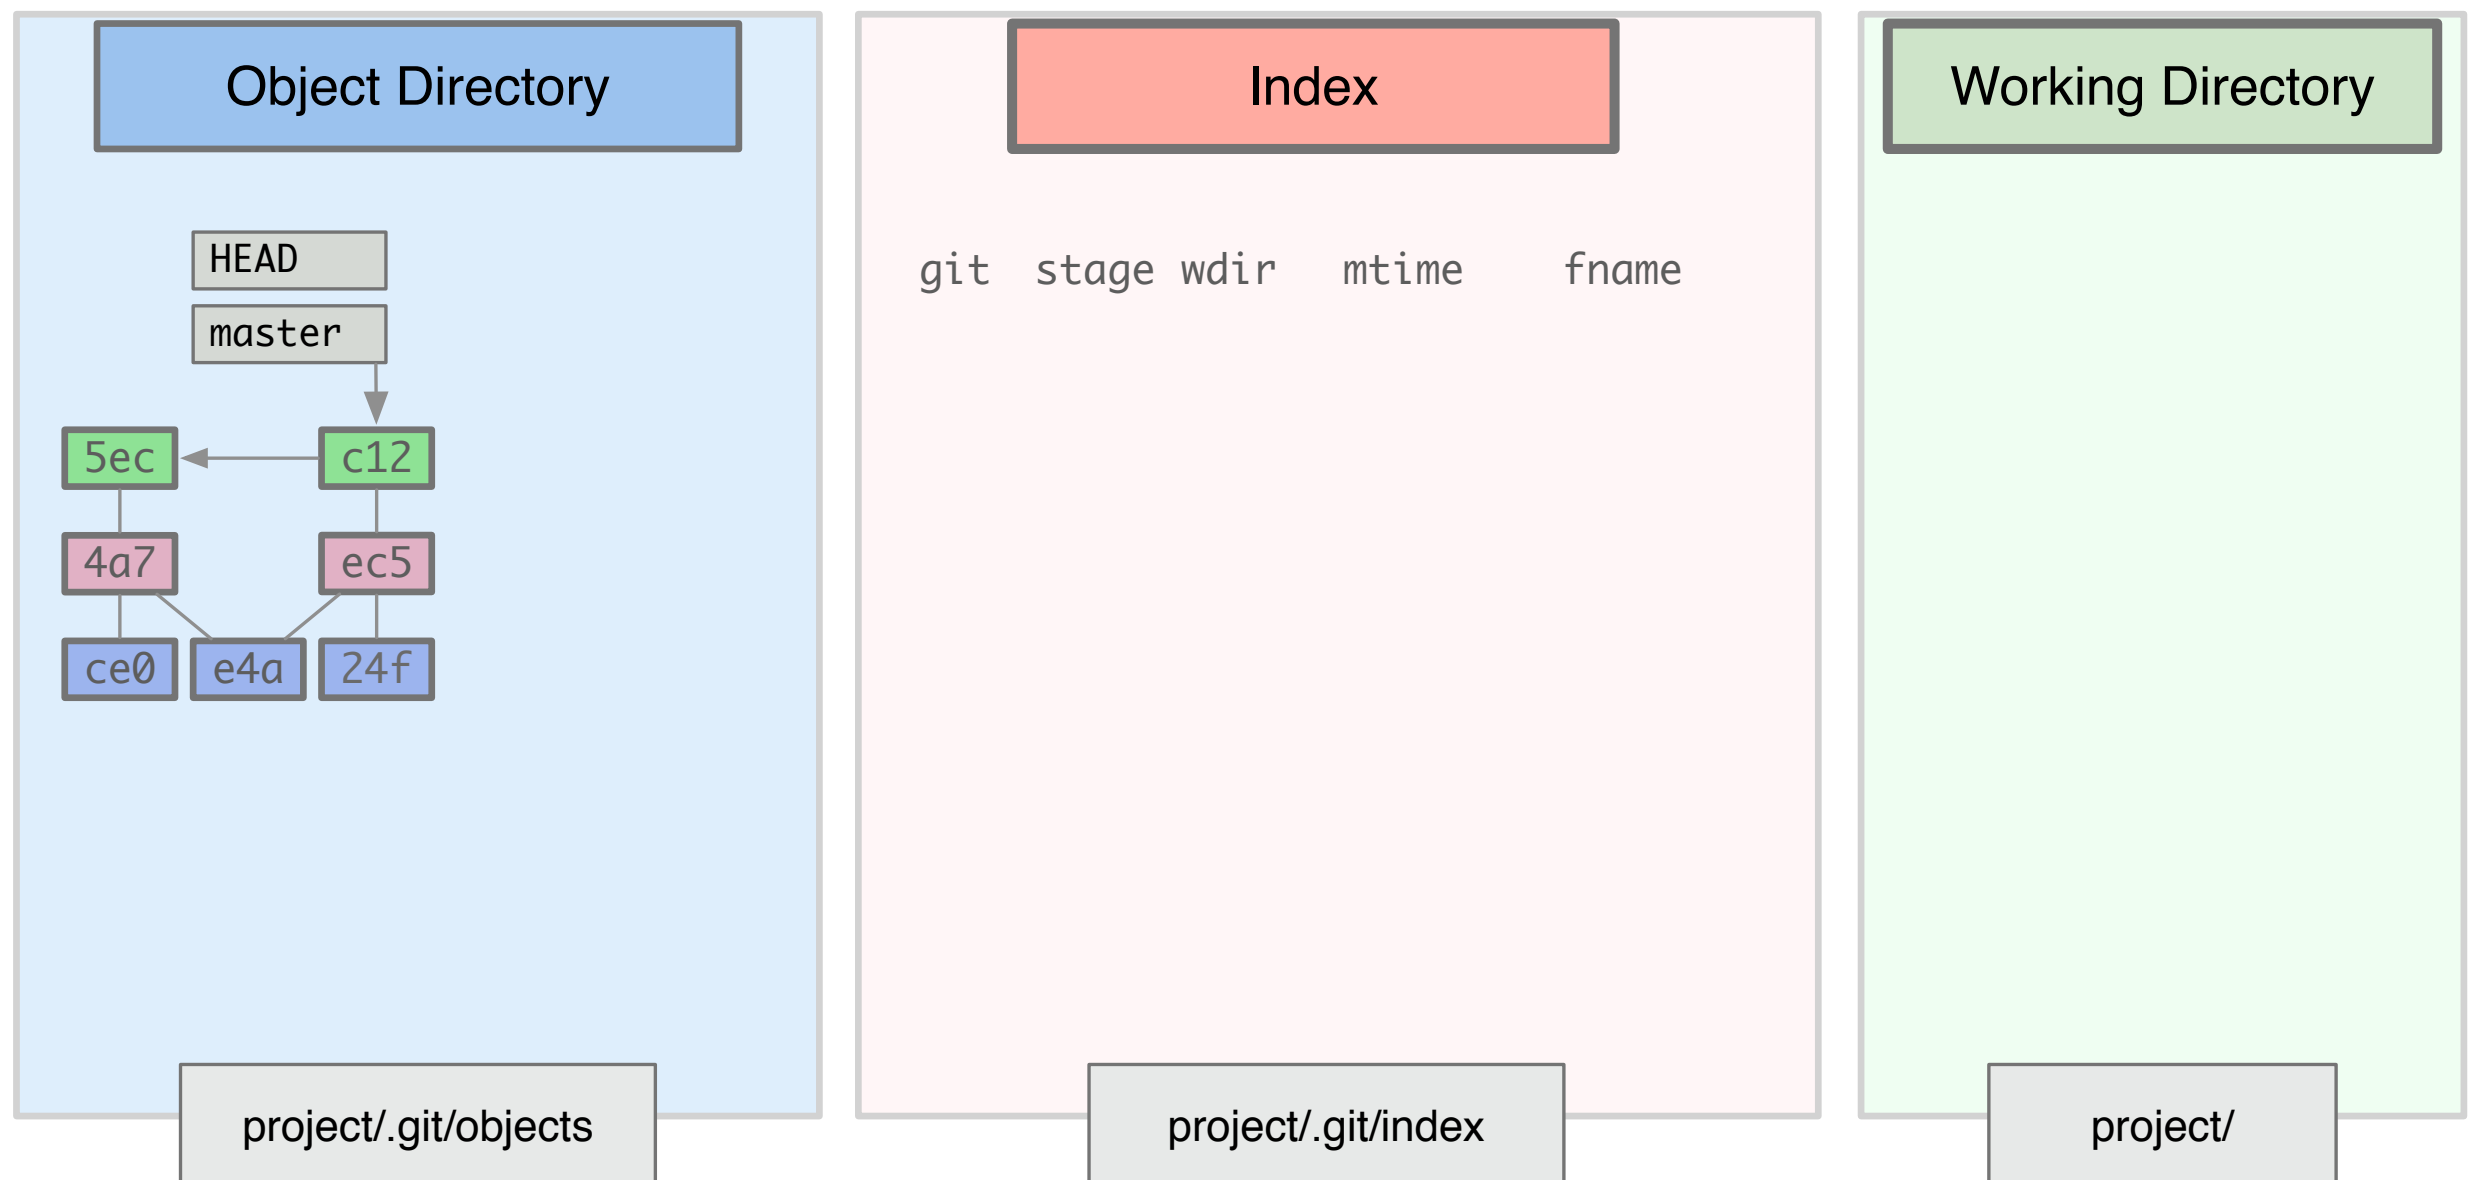 Object Directory
HEAD
master
5ec
c12
4a7
ec5
ce0 e4a 24f
project/.git/objects
Index
git stage wdir mtime fname
project/.git/index
Working Directory
project/